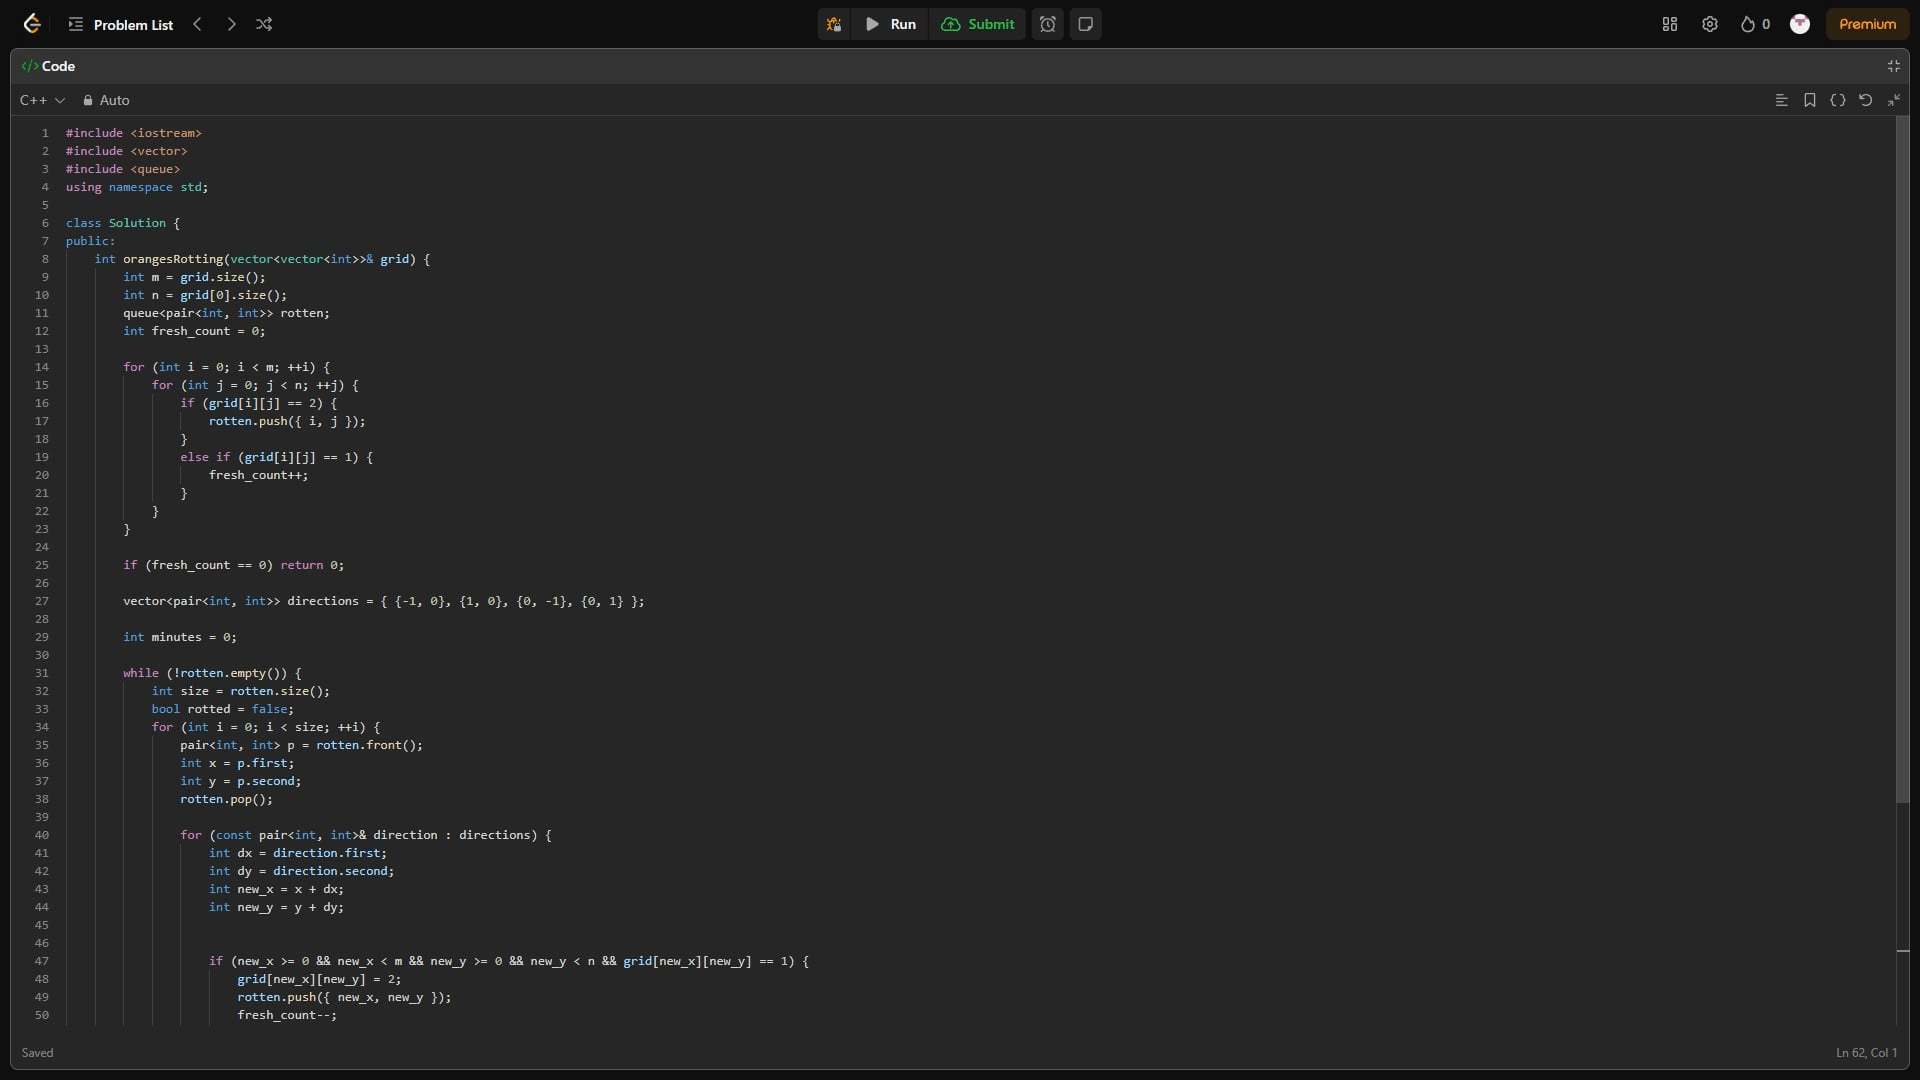 Problem List
Run
Submit
0
Premium
</> Code
C++
Auto
1 #include <iostream>
2 #include <vector>
3 #include <queue>
4 using namespace std;
5
6 class Solution {
7 public:
8     int orangesRotting(vector<vector<int>>& grid) {
9         int m = grid.size();
10         int n = grid[0].size();
11         queue<pair<int, int>> rotten;
12         int fresh_count = 0;
13
14         for (int i = 0; i < m; ++i) {
15             for (int j = 0; j < n; ++j) {
16                 if (grid[i][j] == 2) {
17                     rotten.push({ i, j });
18                 }
19                 else if (grid[i][j] == 1) {
20                     fresh_count++;
21                 }
22             }
23         }
24
25         if (fresh_count == 0) return 0;
26
27         vector<pair<int, int>> directions = { {-1, 0}, {1, 0}, {0, -1}, {0, 1} };
28
29         int minutes = 0;
30
31         while (!rotten.empty()) {
32             int size = rotten.size();
33             bool rotted = false;
34             for (int i = 0; i < size; ++i) {
35                 pair<int, int> p = rotten.front();
36                 int x = p.first;
37                 int y = p.second;
38                 rotten.pop();
39
40                 for (const pair<int, int>& direction : directions) {
41                     int dx = direction.first;
42                     int dy = direction.second;
43                     int new_x = x + dx;
44                     int new_y = y + dy;
45
46
47                     if (new_x >= 0 && new_x < m && new_y >= 0 && new_y < n && grid[new_x][new_y] == 1) {
48                         grid[new_x][new_y] = 2;
49                         rotten.push({ new_x, new_y });
50                         fresh_count--;
Saved
Ln 62, Col 1